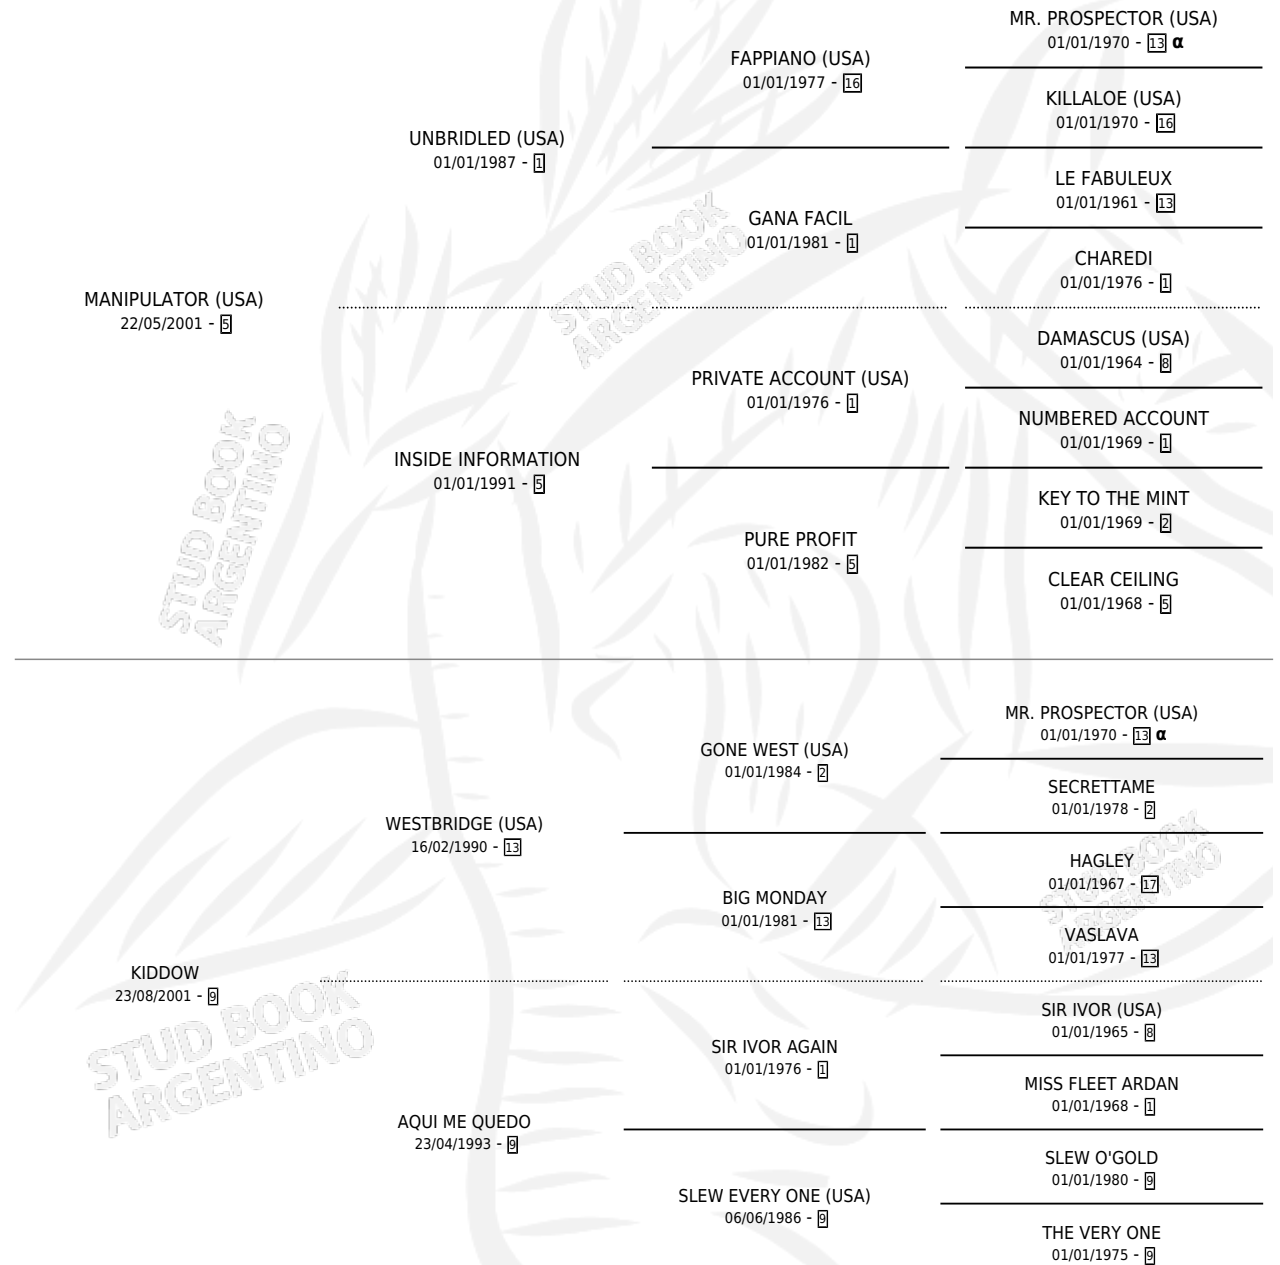 MR. PROSPECTOR (USA)
01/01/1970 - 13 α
FAPPIANO (USA)
01/01/1977 - 16
KILLALOE (USA)
01/01/1970 - 16
UNBRIDLED (USA)
01/01/1987 - 1
LE FABULEUX
01/01/1961 - 13
GANA FACIL
01/01/1981 - 1
CHAREDI
01/01/1976 - 1
STUD BOOK
ARGENTINO
MANIPULATOR (USA)
22/05/2001 - 5
DAMASCUS (USA)
01/01/1964 - 8
PRIVATE ACCOUNT (USA)
01/01/1976 - 1
NUMBERED ACCOUNT
01/01/1969 - 1
INSIDE INFORMATION
01/01/1991 - 5
KEY TO THE MINT
01/01/1969 - 2
PURE PROFIT
01/01/1982 - 5
CLEAR CEILING
01/01/1968 - 5
STUD BOOK
ARGENTINO
MR. PROSPECTOR (USA)
01/01/1970 - 13 α
GONE WEST (USA)
01/01/1984 - 2
SECRETTAME
01/01/1978 - 2
WESTBRIDGE (USA)
16/02/1990 - 13
HAGLEY
01/01/1967 - 17
BIG MONDAY
01/01/1981 - 13
VASLAVA
01/01/1977 - 13
STUD BOOK
ARGENTINO
KIDDOW
23/08/2001 - 9
SIR IVOR (USA)
01/01/1965 - 8
SIR IVOR AGAIN
01/01/1976 - 1
MISS FLEET ARDAN
01/01/1968 - 1
STUD BOOK
ARGENTINO
AQUI ME QUEDO
23/04/1993 - 9
SLEW O'GOLD
01/01/1980 - 9
SLEW EVERY ONE (USA)
06/06/1986 - 9
THE VERY ONE
01/01/1975 - 9